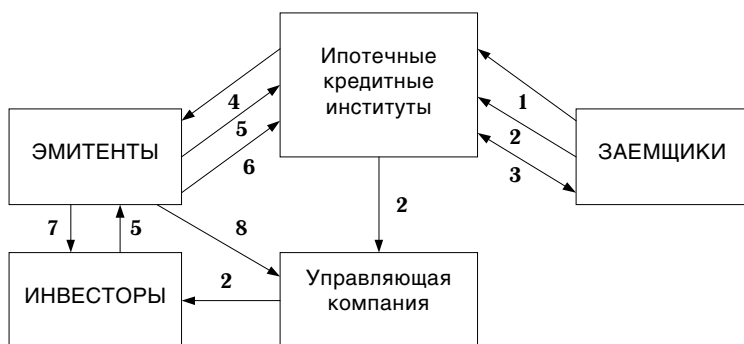 Ипотечные
кредитные
институты
4
5
6
1
2
3
ЭМИТЕНТЫ
ЗАЕМЩИКИ
7
5
8
2
ИНВЕСТОРЫ
2
Управляющая
компания